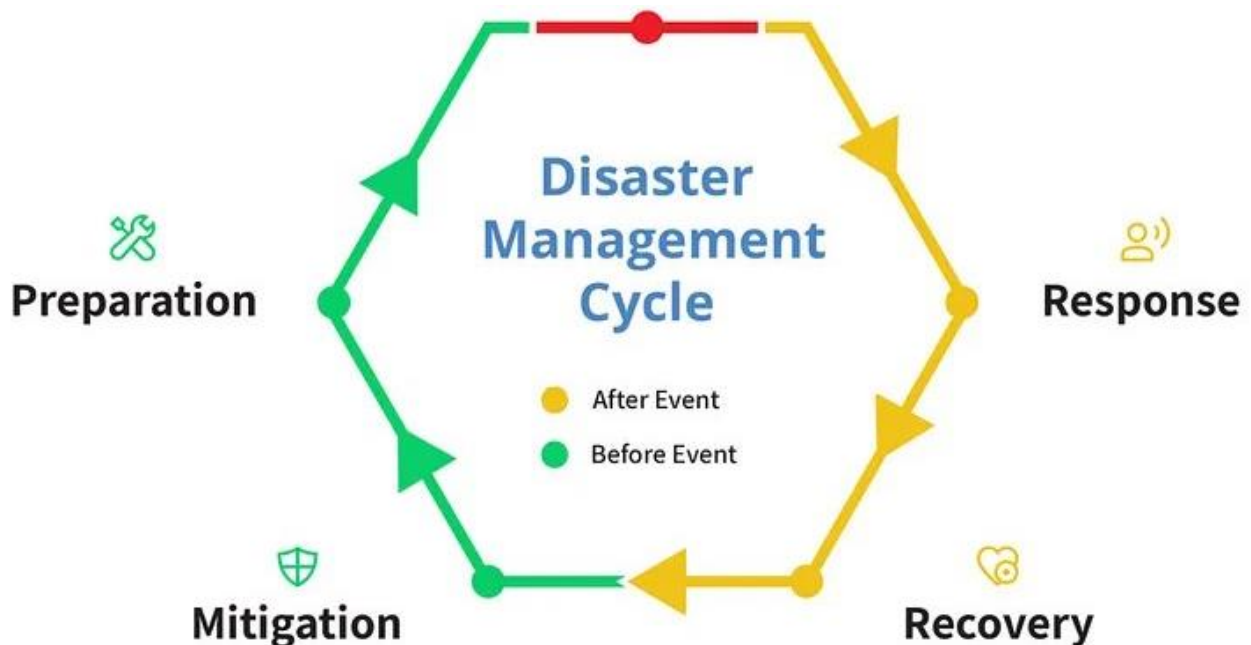 Disaster
Management
Cycle
Preparation
Response
After Event
Before Event
Mitigation
Recovery